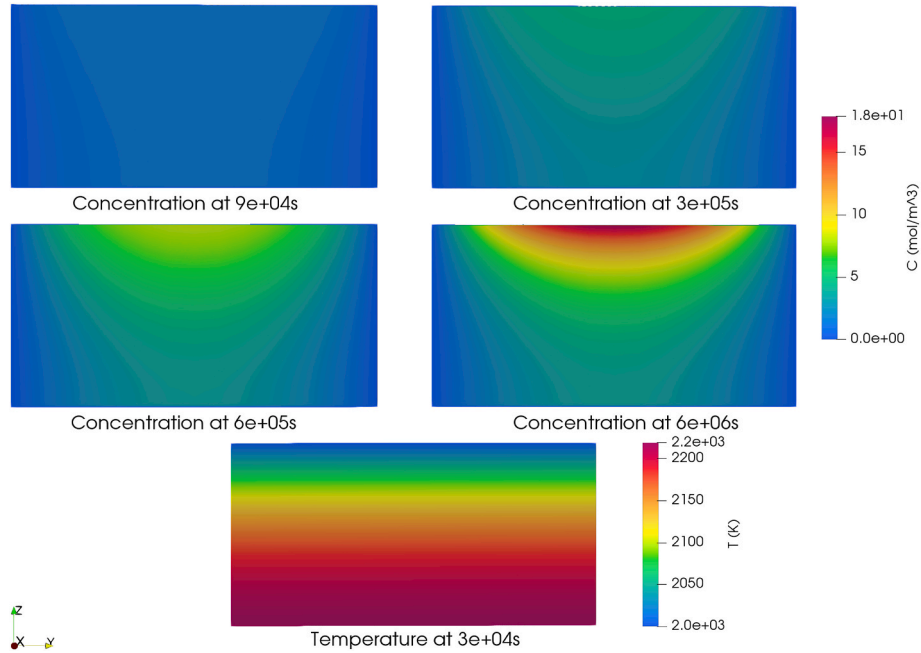 Concentration at 9e+04s
Concentration at 3e+05s
1.8e+01
15
10
5
0.0e+00
C (mol/m^3)
Concentration at 6e+05s
Concentration at 6e+06s
2.2e+03
2200
2150
2100
2050
2.0e+03
T (K)
Temperature at 3e+04s
Z
X
Y